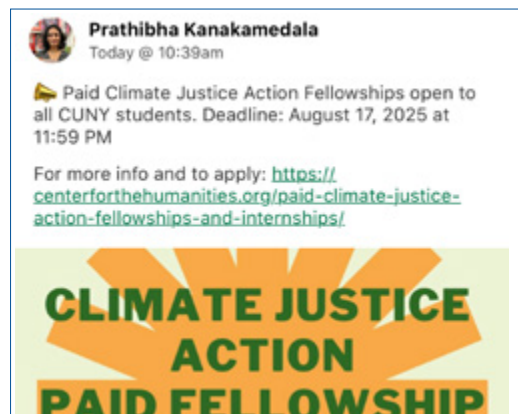 Prathibha Kanakamedala
Today @ 10:39am
Paid Climate Justice Action Fellowships open to
all CUNY students. Deadline: August 17, 2025 at
11:59 PM
For more info and to apply: https://
centerforthehumanities.org/paid-climate-justice-
action-fellowships-and-internships/
CLIMATE JUSTICE
ACTION
PAID FELLOWSHIP